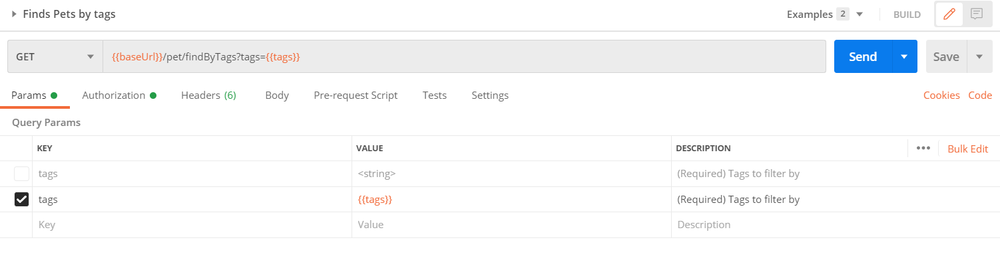 Finds Pets by tags
Examples 2 BUILD
GET {{baseUrl}}/pet/findByTags?tags={{tags}} Send Save
Params Authorization Headers (6) Body Pre-request Script Tests Settings Cookies Code
Query Params
KEY VALUE DESCRIPTION ••• Bulk Edit
tags <string> (Required) Tags to filter by
tags {{tags}} (Required) Tags to filter by
Key Value Description